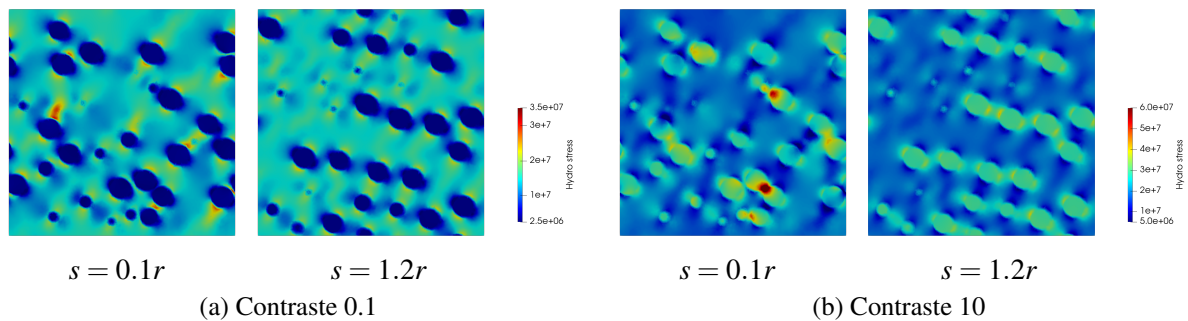 3.5e+07
3e+7
2e+7
1e+7
2.5e+06
Hydro stress
6.0e+07
5e+7
4e+7
3e+7
2e+7
1e+7
5.0e+06
Hydro stress
s = 0.1r
s = 1.2r
s = 0.1r
s = 1.2r
(a) Contraste 0.1
(b) Contraste 10